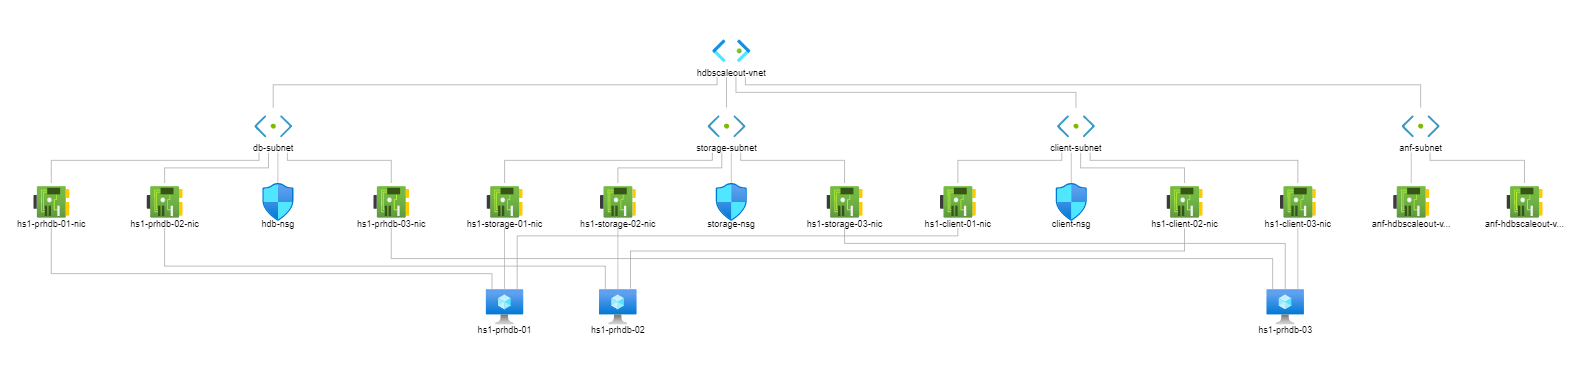 hdbscaleout-vnet
db-subnet
storage-subnet
client-subnet
anf-subnet
hs1-prhdb-01-nic
hs1-prhdb-02-nic
hdb-nsg
hs1-prhdb-03-nic
hs1-storage-01-nic
hs1-storage-02-nic
storage-nsg
hs1-storage-03-nic
hs1-client-01-nic
client-nsg
hs1-client-02-nic
hs1-client-03-nic
anf-hdbscaleout-v...
anf-hdbscaleout-v...
hs1-prhdb-01
hs1-prhdb-02
hs1-prhdb-03